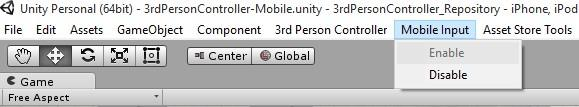 Unity Personal (64bit) - 3rdPersonController-Mobile.unity - 3rdPersonController_Repository - iPhone, iPod
File Edit Assets GameObject Component 3rd Person Controller Mobile Input Asset Store Tools
Center Global Enable
Disable
Game
Free Aspect